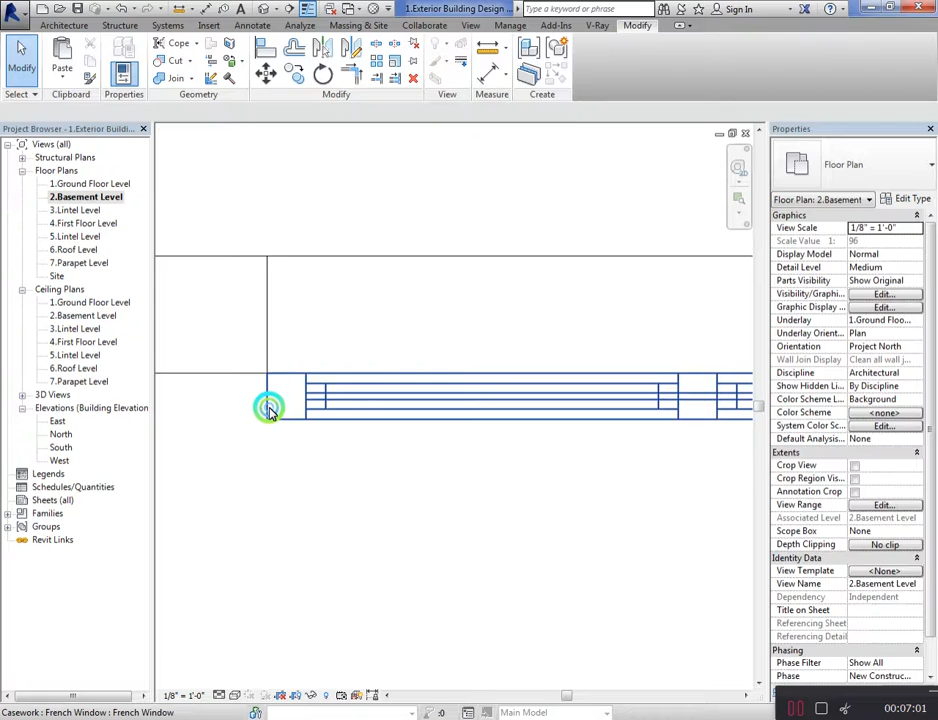 1.Exterior Building Design ...
Sign In
Architecture Structure Systems Insert Annotate Analyze Massing & Site Collaborate View Manage Add-Ins V-Ray Modify
Modify
Paste
Cope
Cut
Join
Select Clipboard Properties Geometry Modify View Measure Create
Project Browser - 1.Exterior Buildi...
Views (all)
Structural Plans
Floor Plans
1.Ground Floor Level
2.Basement Level
3.Lintel Level
4.First Floor Level
5.Lintel Level
6.Roof Level
7.Parapet Level
Site
Ceiling Plans
1.Ground Floor Level
2.Basement Level
3.Lintel Level
4.First Floor Level
5.Lintel Level
6.Roof Level
7.Parapet Level
3D Views
Elevations (Building Elevation
East
North
South
West
Legends
Schedules/Quantities
Sheets (all)
Families
Groups
Revit Links
Properties
Floor Plan
Floor Plan: 2.Basement Edit Type
Graphics
View Scale 1/8" = 1'-0"
Scale Value 1: 96
Display Model Normal
Detail Level Medium
Parts Visibility Show Original
Visibility/Graphi... Edit...
Graphic Display ... Edit...
Underlay 1.Ground Floo...
Underlay Orient... Plan
Orientation Project North
Wall Join Display Clean all wall j...
Discipline Architectural
Show Hidden Li... By Discipline
Color Scheme L... Background
Color Scheme <none>
System Color Sc... Edit...
Default Analysis... None
Extents
Crop View
Crop Region Vis...
Annotation Crop
View Range Edit...
Associated Level 2.Basement Level
Scope Box None
Depth Clipping No clip
Identity Data
View Template <None>
View Name 2.Basement Level
Dependency Independent
Title on Sheet
Referencing Sheet
Referencing Detail
Phasing
Phase Filter Show All
Phase New Construc...
1/8" = 1'-0"
Casework : French Window : French Window
:0
Main Model
00:07:01